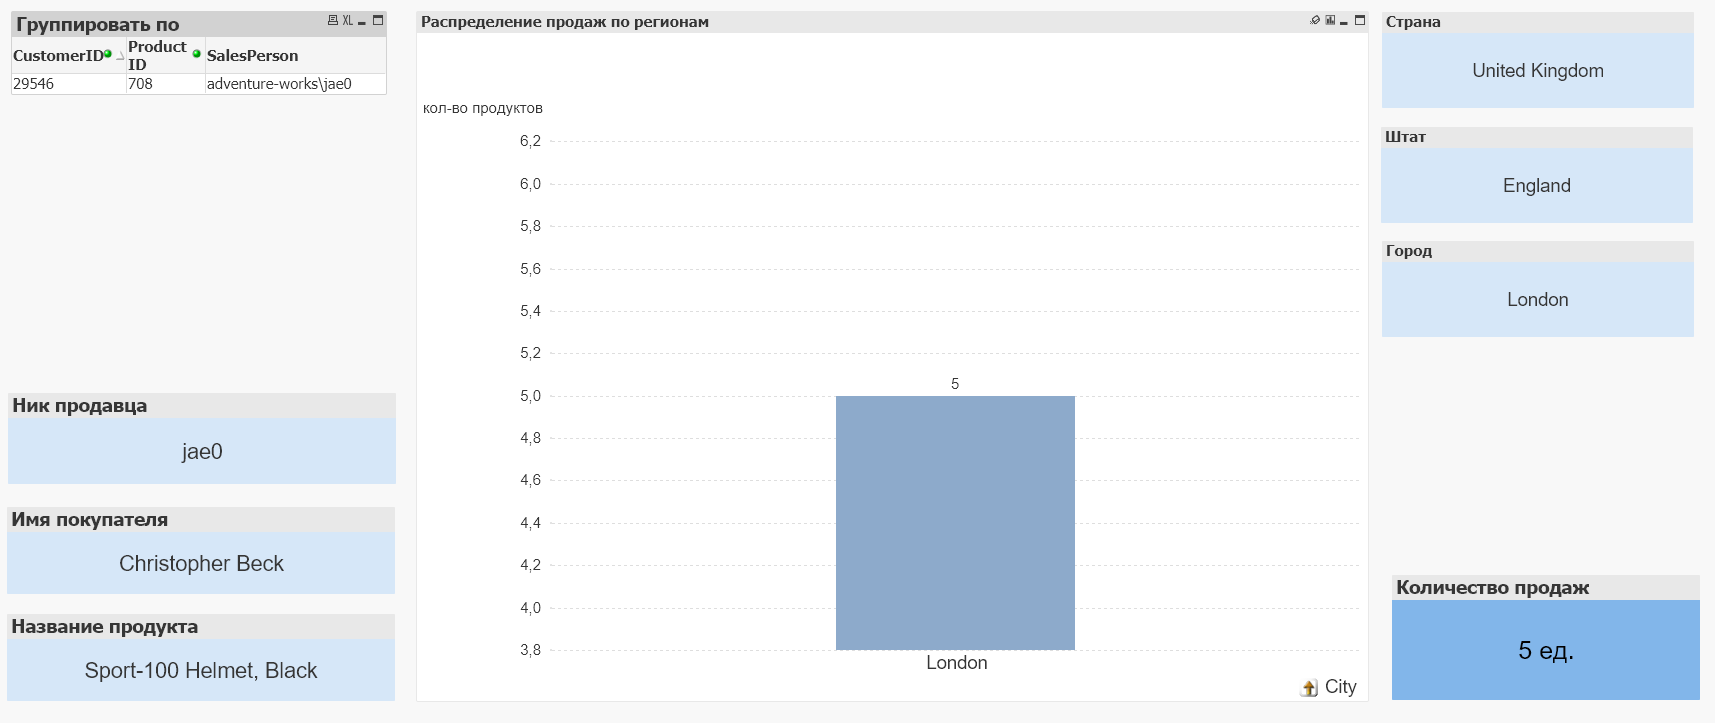 Группировать по
XL
CustomerID
Product ID
SalesPerson
29546
708
adventure-works\jae0
Ник продавца
jae0
Имя покупателя
Christopher Beck
Название продукта
Sport-100 Helmet, Black
Распределение продаж по регионам
кол-во продуктов
6,2
6,0
5,8
5,6
5,4
5,2
5,0
4,8
4,6
4,4
4,2
4,0
3,8
5
London
City
Страна
United Kingdom
Штат
England
Город
London
Количество продаж
5 ед.